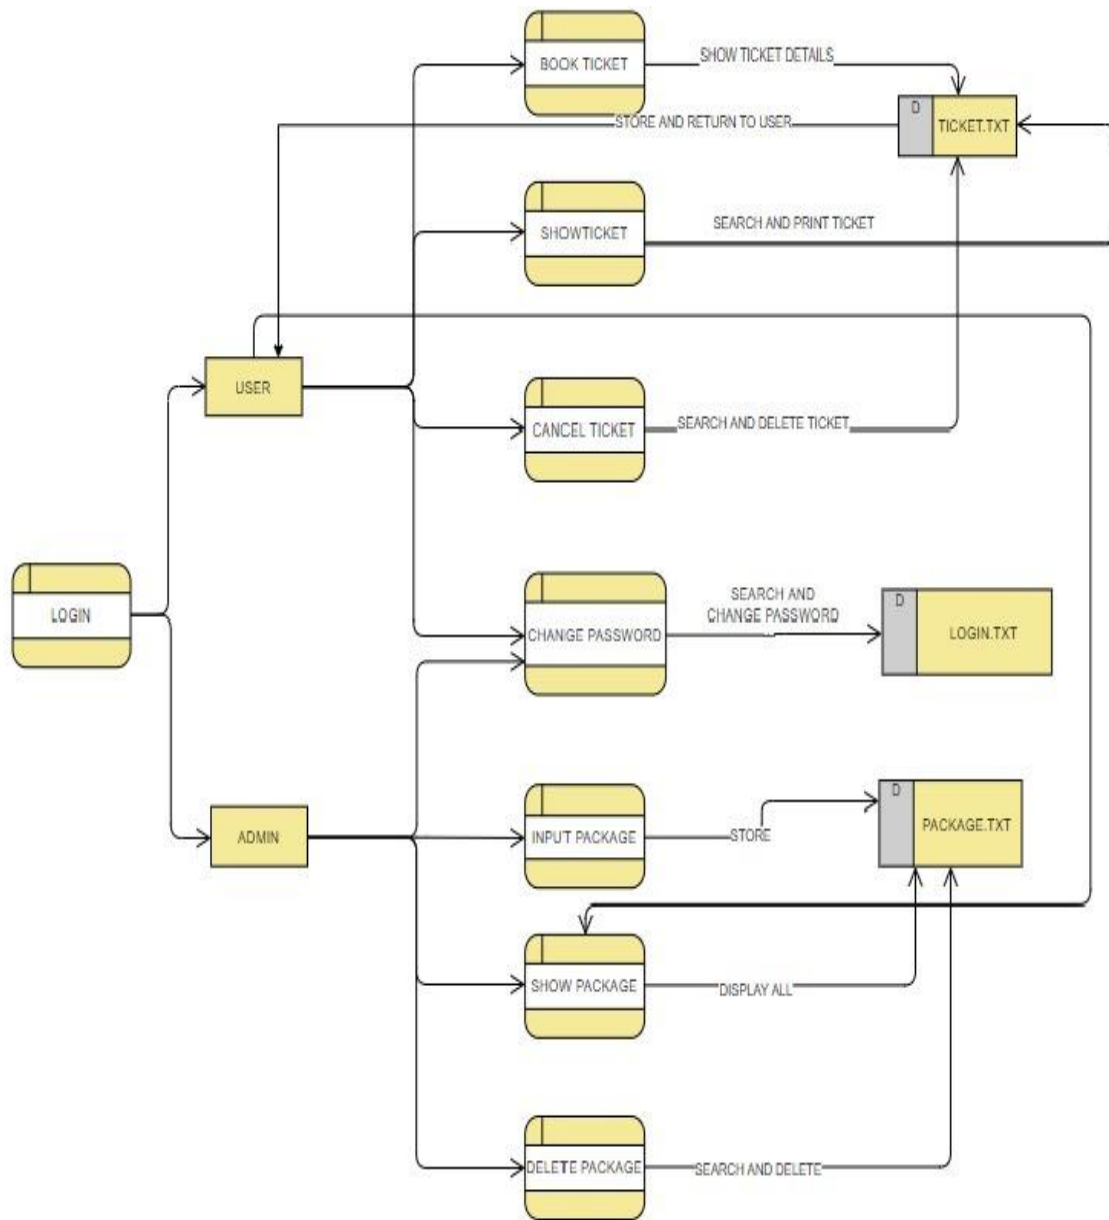 BOOK TICKET
SHOW TICKET DETAILS
D
TICKET.TXT
STORE AND RETURN TO USER
SHOWTICKET
SEARCH AND PRINT TICKET
USER
CANCEL TICKET
SEARCH AND DELETE TICKET
LOGIN
CHANGE PASSWORD
SEARCH AND
CHANGE PASSWORD
D
LOGIN.TXT
ADMIN
INPUT PACKAGE
STORE
D
PACKAGE.TXT
SHOW PACKAGE
DISPLAY ALL
DELETE PACKAGE
SEARCH AND DELETE